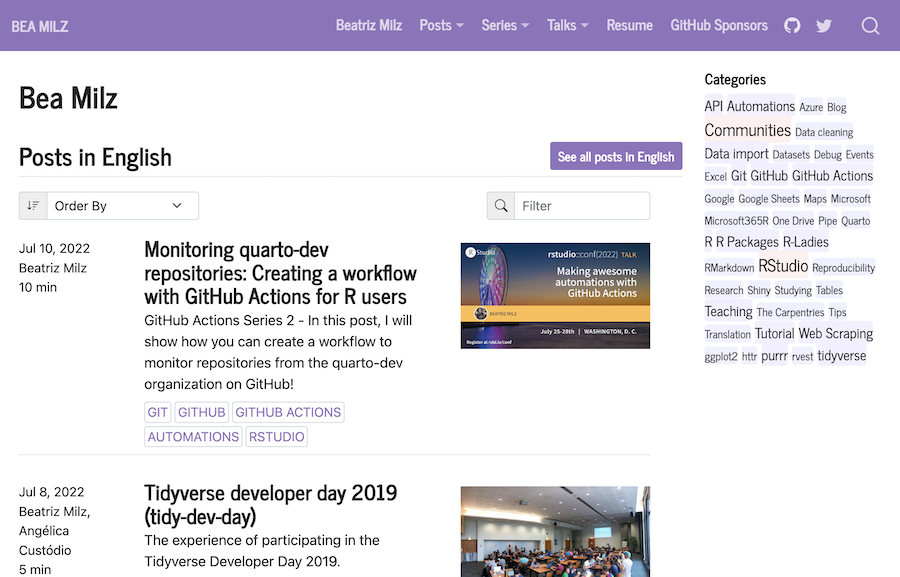 BEA MILZ
Beatriz Milz Posts Series Talks Resume GitHub Sponsors
Bea Milz
Posts in English
See all posts in English
Order By
Filter
Jul 10, 2022
Beatriz Milz
10 min
Monitoring quarto-dev
repositories: Creating a workflow
with GitHub Actions for R users
GitHub Actions Series 2 - In this post, I will
show how you can create a workflow to
monitor repositories from the quarto-dev
organization on GitHub!
GIT GITHUB GITHUB ACTIONS
AUTOMATIONS RSTUDIO
R Studio
rstudio::conf(2022) TALK
Making awesome
automations with
GitHub Actions
BEATRIZ MILZ
July 25-28th | WASHINGTON, D. C.
Register at rstd.io/conf
Jul 8, 2022
Beatriz Milz,
Angélica
Custódio
5 min
Tidyverse developer day 2019
(tidy-dev-day)
The experience of participating in the
Tidyverse Developer Day 2019.
Categories
API Automations Azure Blog
Communities Data cleaning
Data import Datasets Debug Events
Excel Git GitHub GitHub Actions
Google Google Sheets Maps Microsoft
Microsoft365R One Drive Pipe Quarto
R R Packages R-Ladies
RMarkdown RStudio Reproducibility
Research Shiny Studying Tables
Teaching The Carpentries Tips
Translation Tutorial Web Scraping
ggplot2 httr purrr rvest tidyverse